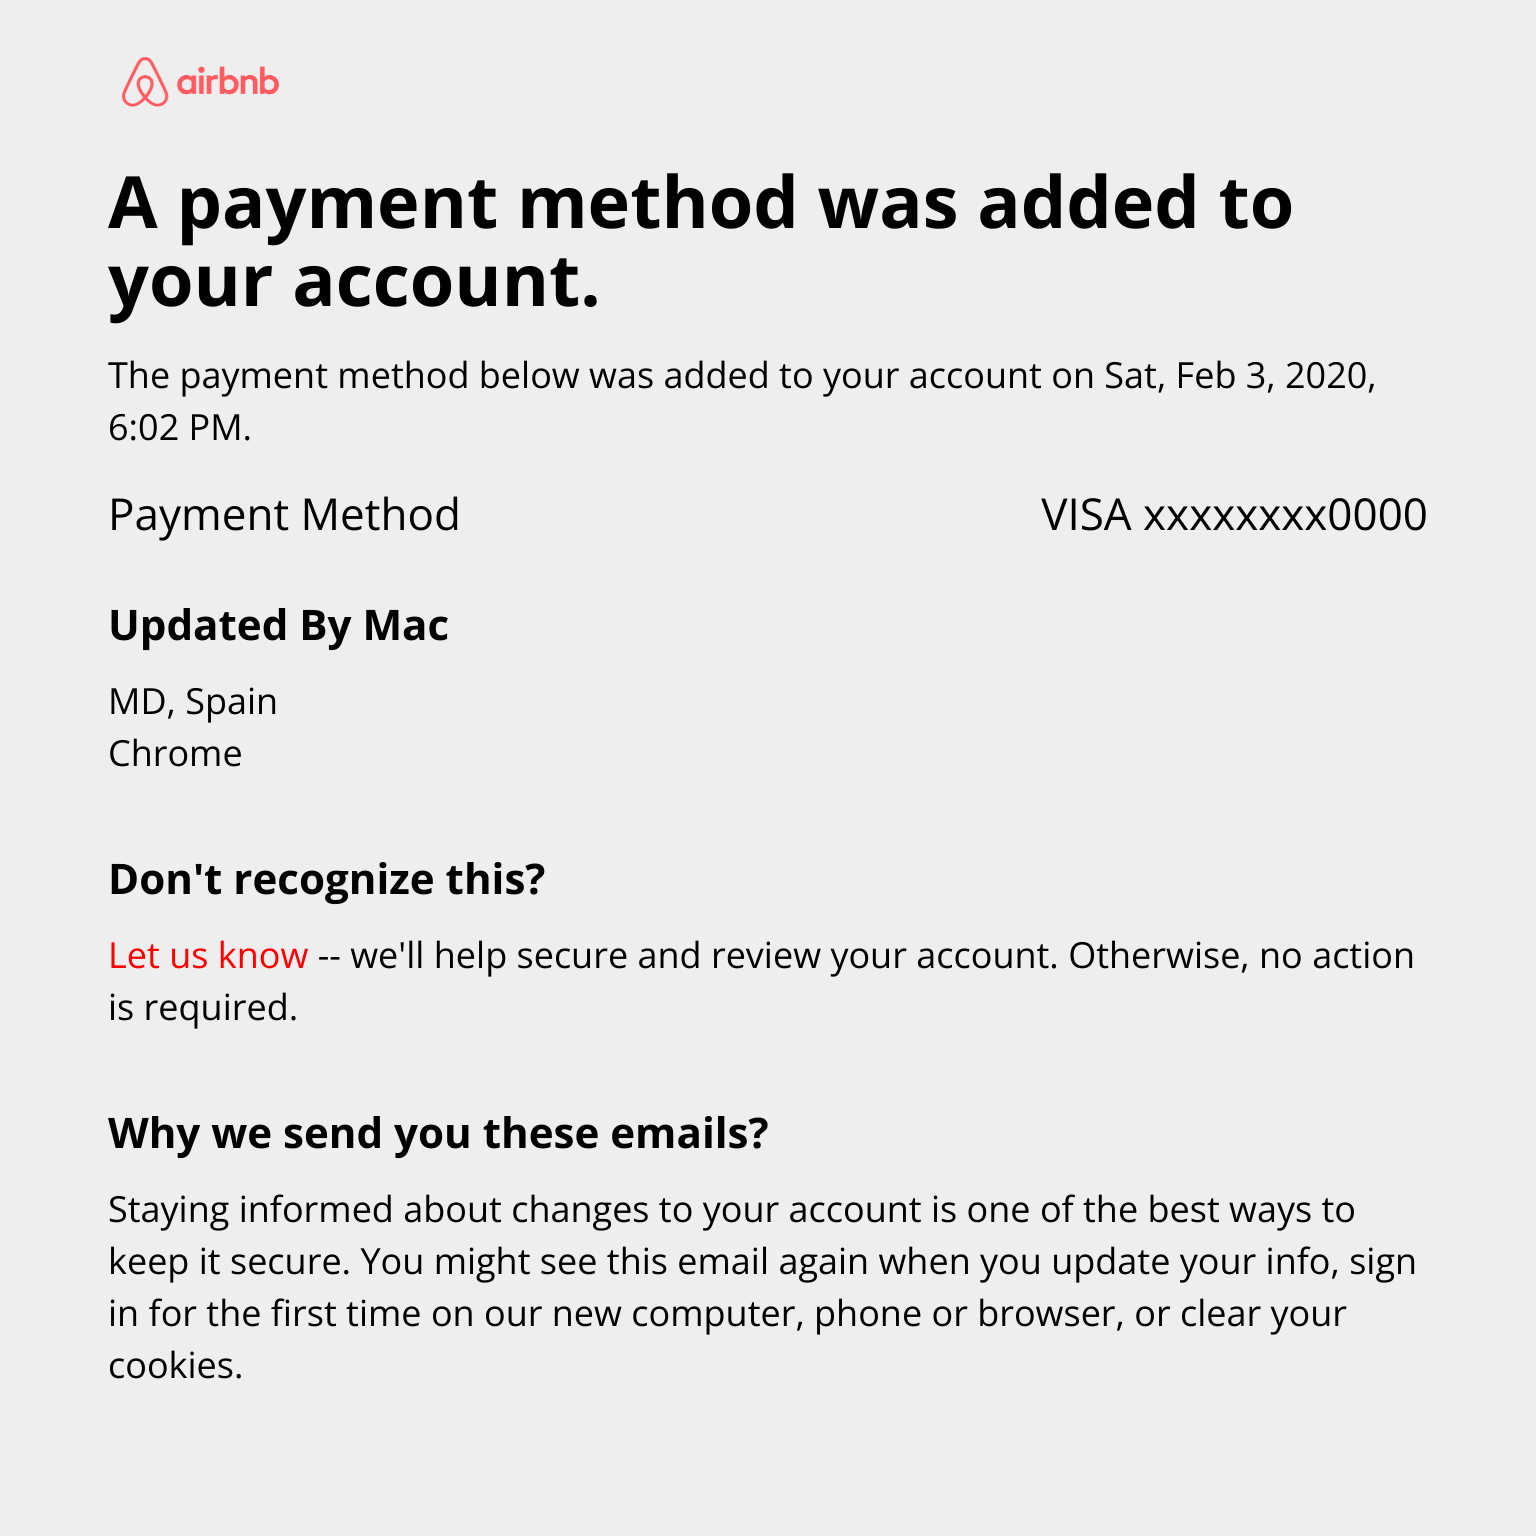 airbnb
A payment method was added to
your account.
The payment method below was added to your account on Sat, Feb 3, 2020,
6:02 PM.
Payment Method VISA xxxxxxxx0000
Updated By Mac
MD, Spain
Chrome
Don't recognize this?
Let us know -- we'll help secure and review your account. Otherwise, no action
is required.
Why we send you these emails?
Staying informed about changes to your account is one of the best ways to
keep it secure. You might see this email again when you update your info, sign
in for the first time on our new computer, phone or browser, or clear your
cookies.